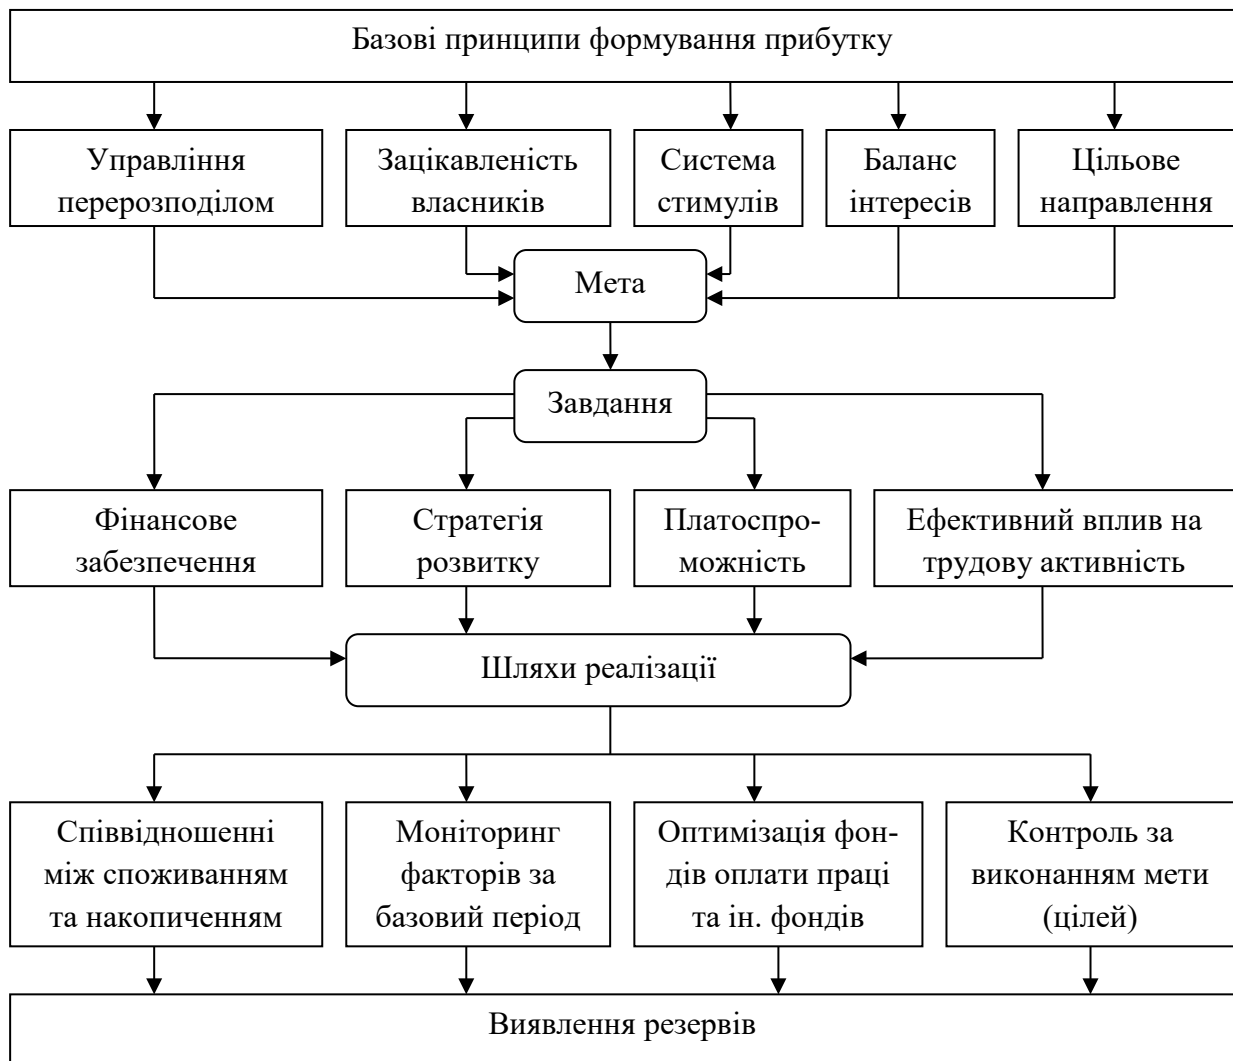 Базові принципи формування прибутку
Управління
перерозподілом
Зацікавленість
власників
Система
стимулів
Баланс
інтересів
Цільове
направлення
Мета
Завдання
Фінансове
забезпечення
Стратегія
розвитку
Платоспро-
можність
Ефективний вплив на
трудову активність
Шляхи реалізації
Співвідношенні
між споживанням
та накопиченням
Моніторинг
факторів за
базовий період
Оптимізація фон-
дів оплати праці
та ін. фондів
Контроль за
виконанням мети
(цілей)
Виявлення резервів